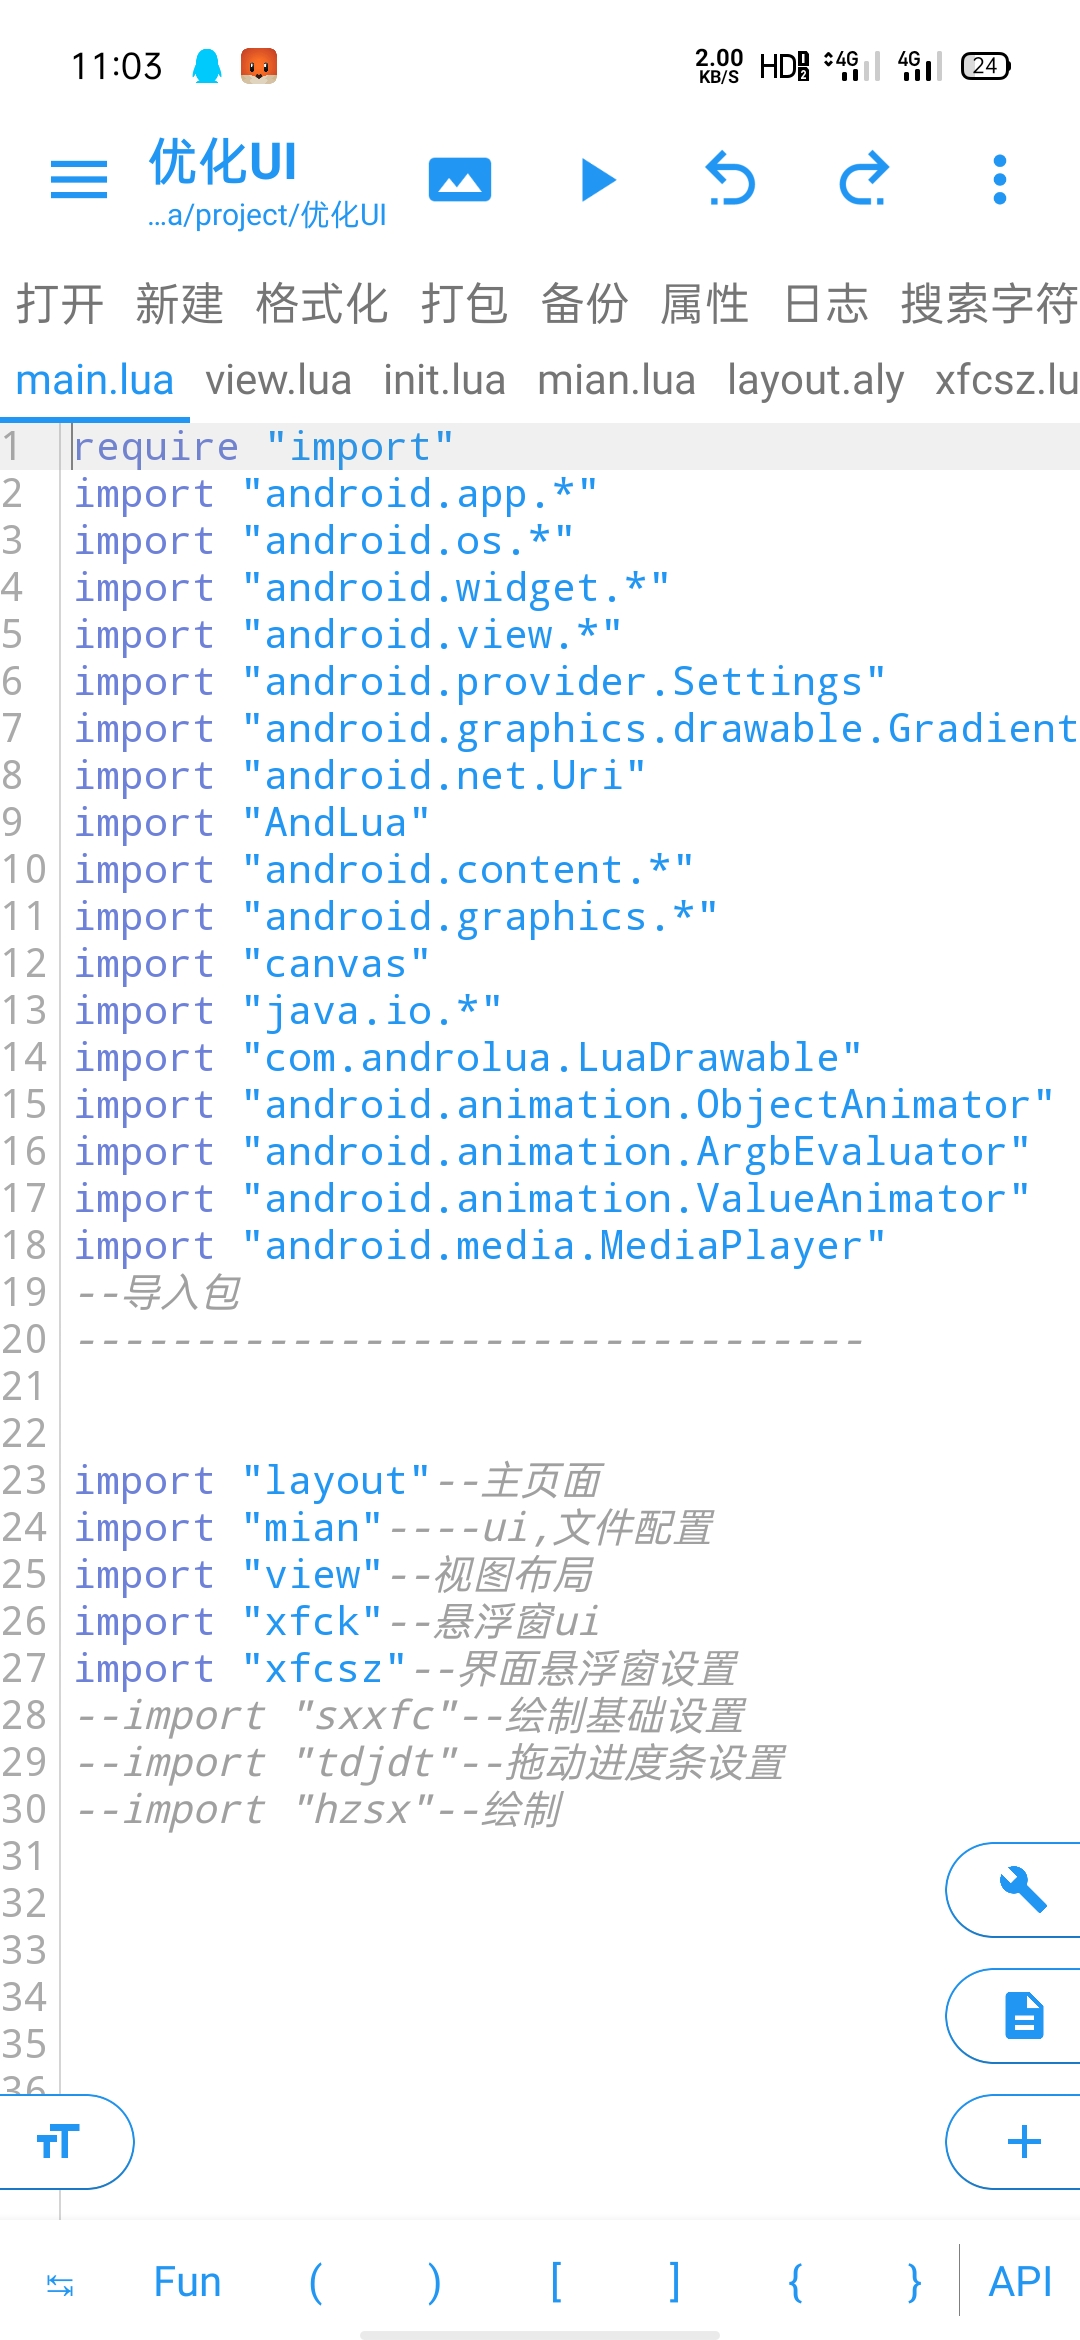 11:03 2.00 KB/S HD 1 2 4G 4G 24
优化UI
...a/project/优化UI
打开 新建 格式化 打包 备份 属性 日志 搜索字符
main.lua view.lua init.lua mian.lua layout.aly xfcsz.lu
1 require "import"
2 import "android.app.*"
3 import "android.os.*"
4 import "android.widget.*"
5 import "android.view.*"
6 import "android.provider.Settings"
7 import "android.graphics.drawable.Gradient
8 import "android.net.Uri"
9 import "AndLua"
10 import "android.content.*"
11 import "android.graphics.*"
12 import "canvas"
13 import "java.io.*"
14 import "com.androlua.LuaDrawable"
15 import "android.animation.ObjectAnimator"
16 import "android.animation.ArgbEvaluator"
17 import "android.animation.ValueAnimator"
18 import "android.media.MediaPlayer"
19 --导入包
20 ---------------------------------
21
22
23 import "layout"--主页面
24 import "mian"----ui,文件配置
25 import "view"--视图布局
26 import "xfck"--悬浮窗ui
27 import "xfcsz"--界面悬浮窗设置
28 --import "sxxfc"--绘制基础设置
29 --import "tdjdt"--拖动进度条设置
30 --import "hzsx"--绘制
31
32
33
34
35
36
TT
Fun ( ) [ ] { } API